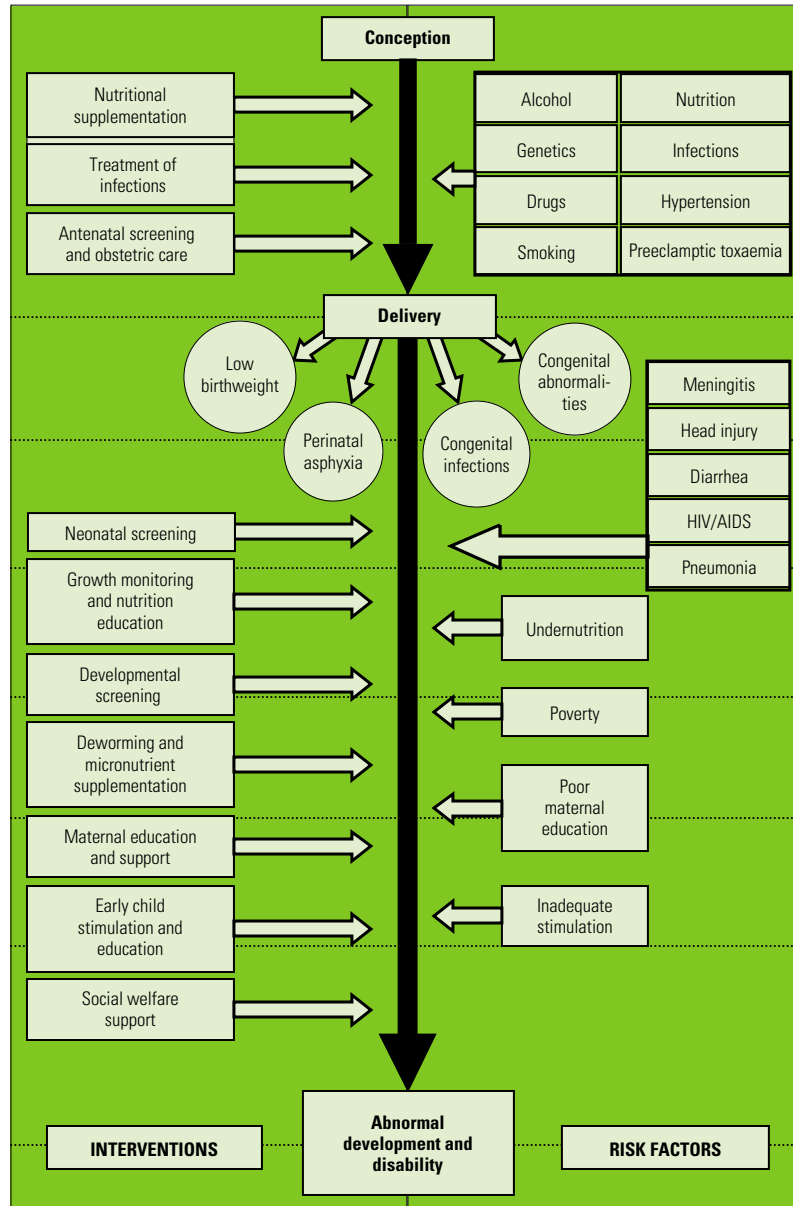 Conception
Nutritional
supplementation
Treatment of
infections
Antenatal screening
and obstetric care
Alcohol
Nutrition
Genetics
Infections
Drugs
Hypertension
Smoking
Preeclamptic toxaemia
Delivery
Low
birthweight
Perinatal
asphyxia
Congenital
infections
Congenital
abnormali-
ties
Meningitis
Head injury
Diarrhea
HIV/AIDS
Pneumonia
Neonatal screening
Growth monitoring
and nutrition
education
Developmental
screening
Deworming and
micronutrient
supplementation
Maternal education
and support
Early child
stimulation and
education
Social welfare
support
Undernutrition
Poverty
Poor
maternal
education
Inadequate
stimulation
Abnormal
development and
disability
INTERVENTIONS
RISK FACTORS